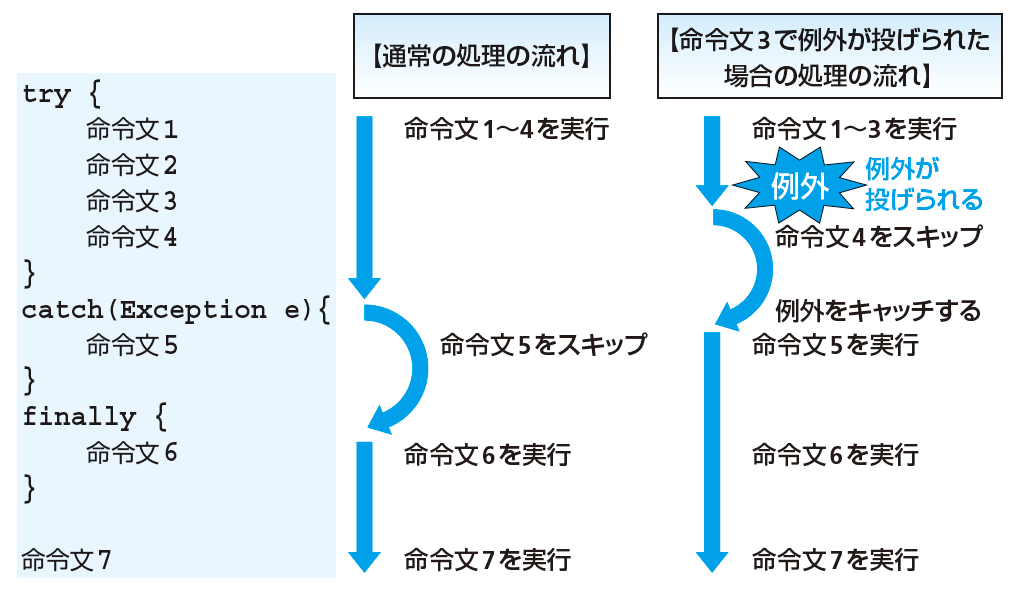 try {
命令文1
命令文2
命令文3
命令文4
}
catch(Exception e){
命令文5
}
finally {
命令文6
}
命令文7
【通常の処理の流れ】
命令文1～4を実行
命令文5をスキップ
命令文6を実行
命令文7を実行
【命令文3で例外が投げられた
場合の処理の流れ】
命令文1～3を実行
例外
例外が
投げられる
命令文4をスキップ
例外をキャッチする
命令文5を実行
命令文6を実行
命令文7を実行